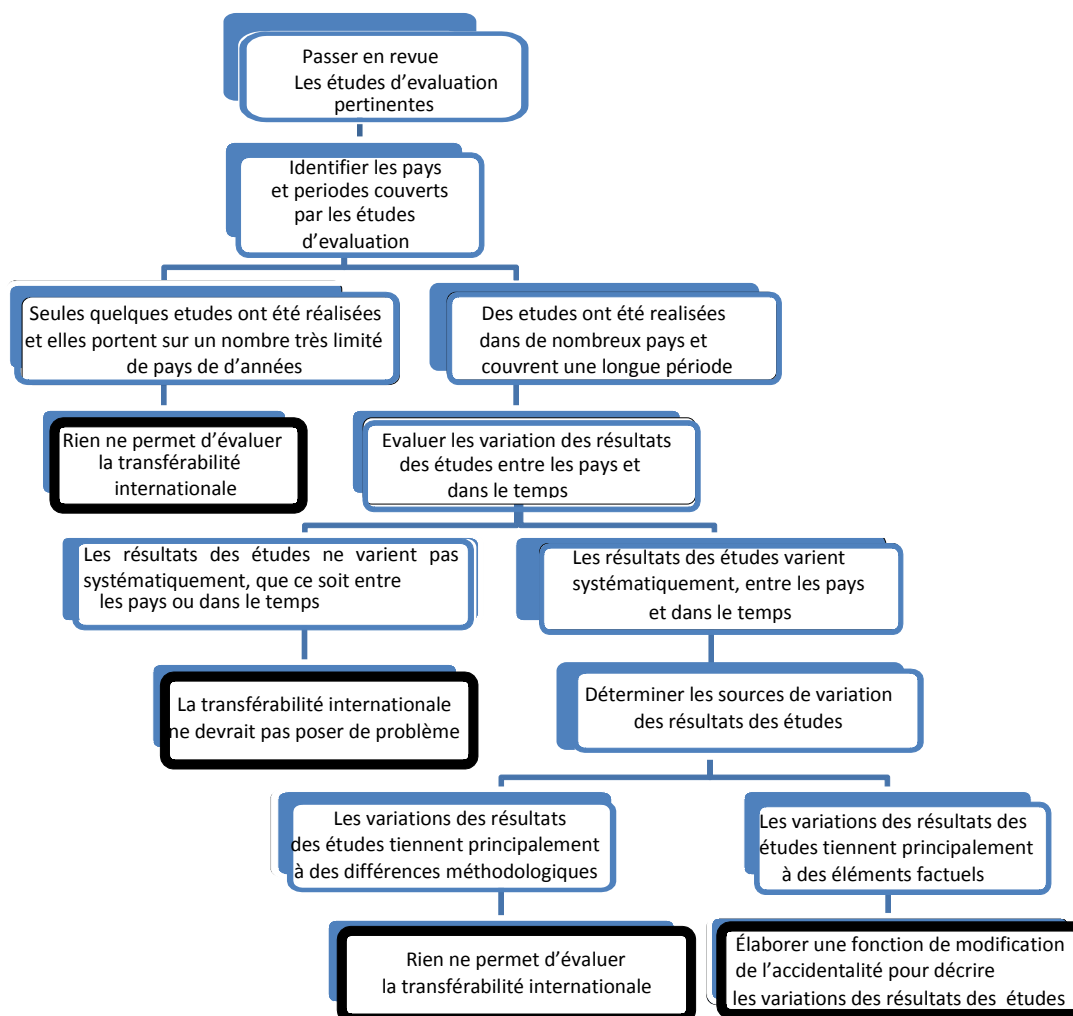 Passer en revue
Les études d’evaluation
pertinentes
Identifier les pays
et periodes couverts
par les études
d’evaluation
Seules quelques etudes ont été réalisées
et elles portent sur un nombre très limité
de pays de d’années
Des etudes ont été realisées
dans de nombreux pays et
couvrent une longue période
Rien ne permet d’évaluer
la transférabilité
internationale
Evaluer les variation des résultats
des études entre les pays et
dans le temps
Les résultats des études ne varient pas
systématiquement, que ce soit entre
les pays ou dans le temps
Les résultats des études varient
systématiquement, entre les pays
et dans le temps
La transférabilité internationale
ne devrait pas poser de problème
Déterminer les sources de variation
des résultats des études
Les variations des résultats
des études tiennent principalement
à des différences méthodologiques
Les variations des résultats des
études tiennent principalement
à des éléments factuels
Rien ne permet d’évaluer
la transférabilité internationale
Élaborer une fonction de modification
de l’accidentalité pour décrire
les variations des résultats des études